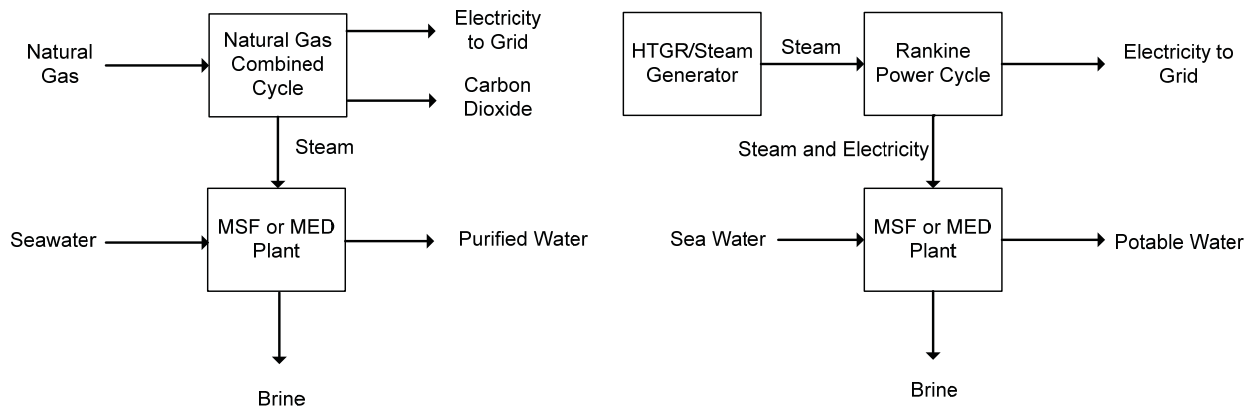 Natural
Gas
Natural Gas
Combined
Cycle
Electricity
to Grid
Carbon
Dioxide
Steam
Seawater
MSF or MED
Plant
Purified Water
Brine
HTGR/Steam
Generator
Steam
Rankine
Power Cycle
Electricity to
Grid
Steam and Electricity
Sea Water
MSF or MED
Plant
Potable Water
Brine